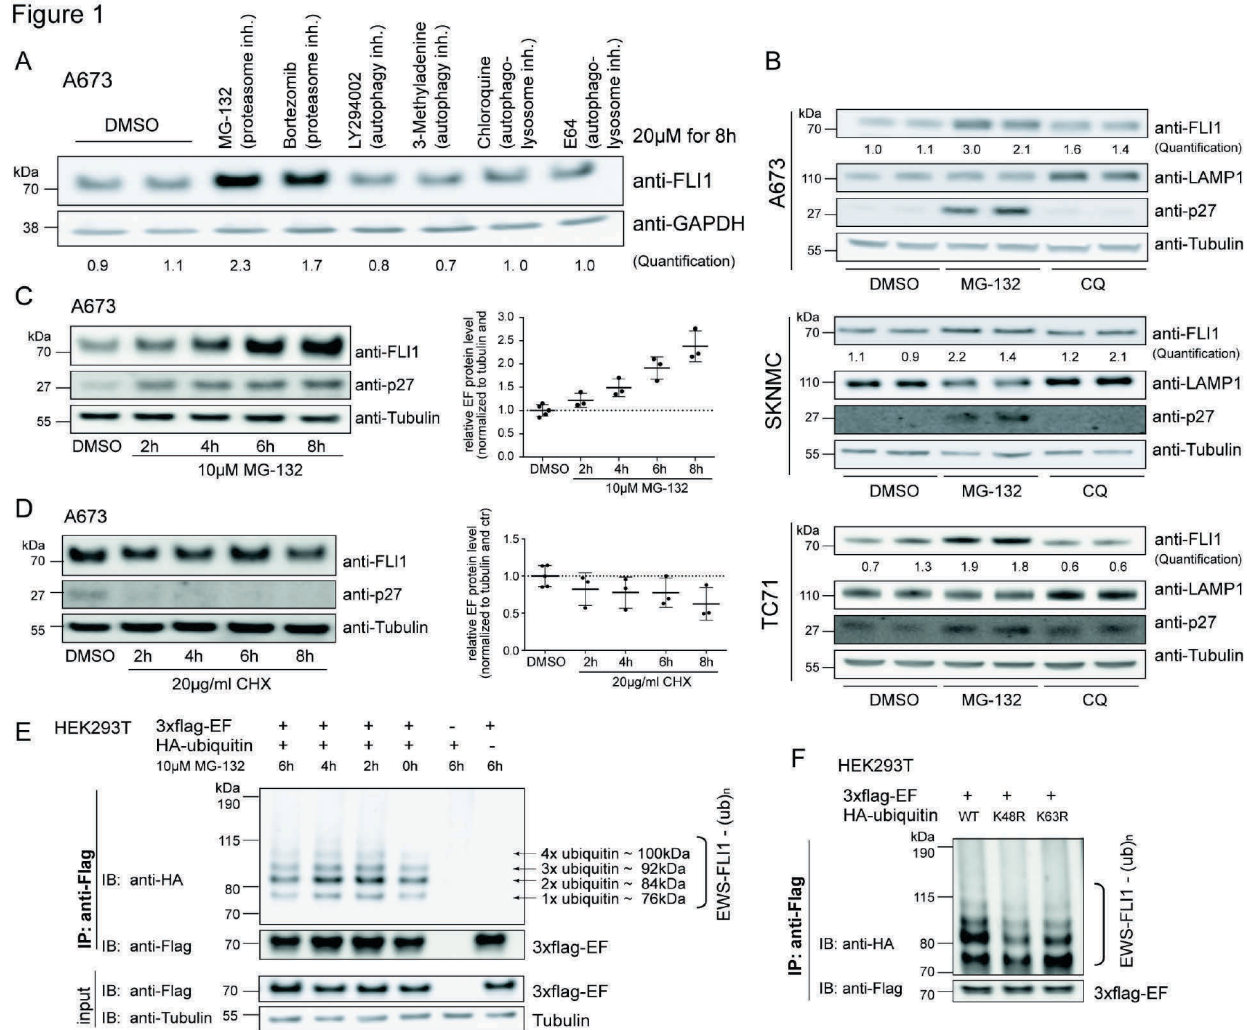 Figure 1
A
A673
DMSO
MG-132
(proteasome inh.)
Bortezomib
(proteasome inh.)
LY294002
(autophagy inh.)
3-Methyladenine
(autophagy inh.)
Chloroquine
(autophago-
lysosome inh.)
E64
(autophago-
lysosome inh.)
20µM for 8h
kDa
70
anti-FLI1
38
anti-GAPDH
0.9 1.1 2.3 1.7 0.8 0.7 1. 0 1.0 (Quantification)
B
A673
kDa
70
anti-FLI1
1.0 1.1 3.0 2.1 1.6 1.4 (Quantification)
110
anti-LAMP1
27
anti-p27
55
anti-Tubulin
DMSO MG-132 CQ
SKNMC
kDa
70
anti-FLI1
1.1 0.9 2.2 1.4 1.2 2.1 (Quantification)
110
anti-LAMP1
27
anti-p27
55
anti-Tubulin
DMSO MG-132 CQ
TC71
kDa
70
anti-FLI1
(Quantification)
0.7 1.3 1.9 1.8 0.6 0.6
110
anti-LAMP1
27
anti-p27
55
anti-Tubulin
DMSO MG-132 CQ
C
A673
kDa
70
anti-FLI1
27
anti-p27
55
anti-Tubulin
DMSO 2h 4h 6h 8h
10µM MG-132
relative EF protein level
(normalized to tubulin and
3.0
2.5
2.0
1.5
1.0
0.5
0.0
DMSO 2h 4h 6h 8h
10µM MG-132
D
A673
kDa
70
anti-FLI1
27
anti-p27
55
anti-Tubulin
DMSO 2h 4h 6h 8h
20µg/ml CHX
relative EF protein level
(normalized to tubulin and ctr)
1.5
1.0
0.5
0.0
DMSO 2h 4h 6h 8h
20µg/ml CHX
E
HEK293T
3xflag-EF + + + + - +
HA-ubiquitin + + + + + -
10µM MG-132 6h 4h 2h 0h 6h 6h
kDa
190
115
80
70
IP: anti-Flag
IB: anti-HA
4x ubiquitin ~ 100kDa
3x ubiquitin ~ 92kDa
2x ubiquitin ~ 84kDa
1x ubiquitin ~ 76kDa
EWS-FLI1 - (ub)n
IB: anti-Flag 70 3xflag-EF
input
IB: anti-Flag 70 3xflag-EF
IB: anti-Tubulin 55 Tubulin
F
HEK293T
3xflag-EF + + +
HA-ubiquitin WT K48R K63R
kDa
190
115
80
70
IP: anti-Flag
IB: anti-HA
EWS-FLI1 - (ub)n
IB: anti-Flag 70 3xflag-EF